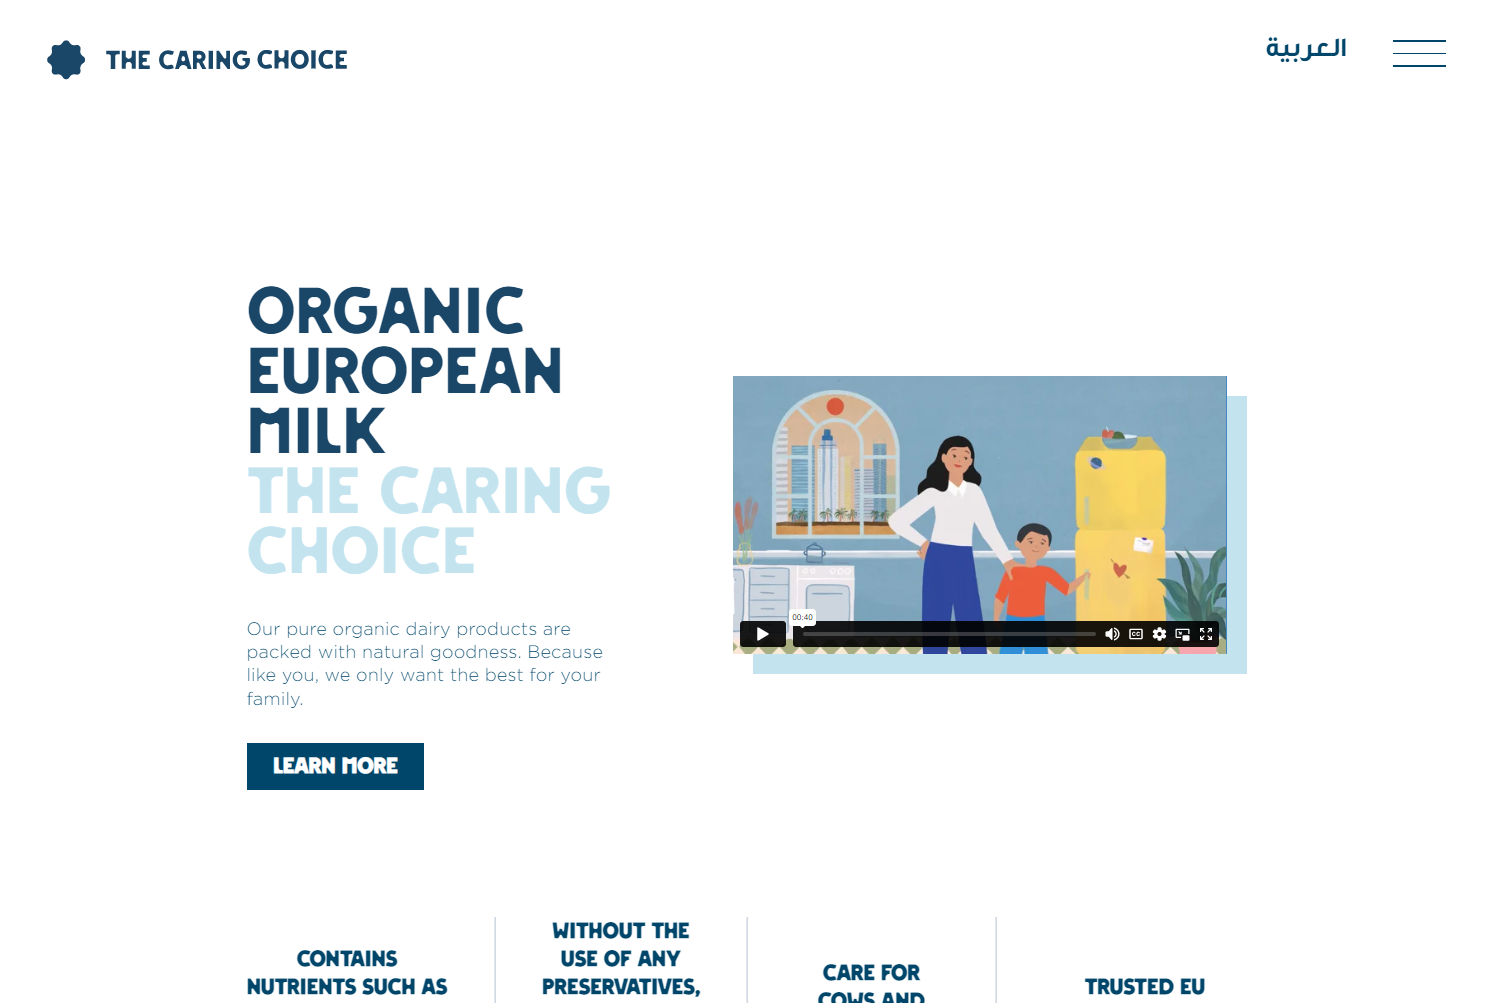 THE CARING CHOICE
العربية
ORGANIC
EUROPEAN
MILK
THE CARING
CHOICE
Our pure organic dairy products are
packed with natural goodness. Because
like you, we only want the best for your
family.
LEARN MORE
00:40
CC
CONTAINS
NUTRIENTS SUCH AS
WITHOUT THE
USE OF ANY
PRESERVATIVES,
CARE FOR
COWS AND
TRUSTED EU